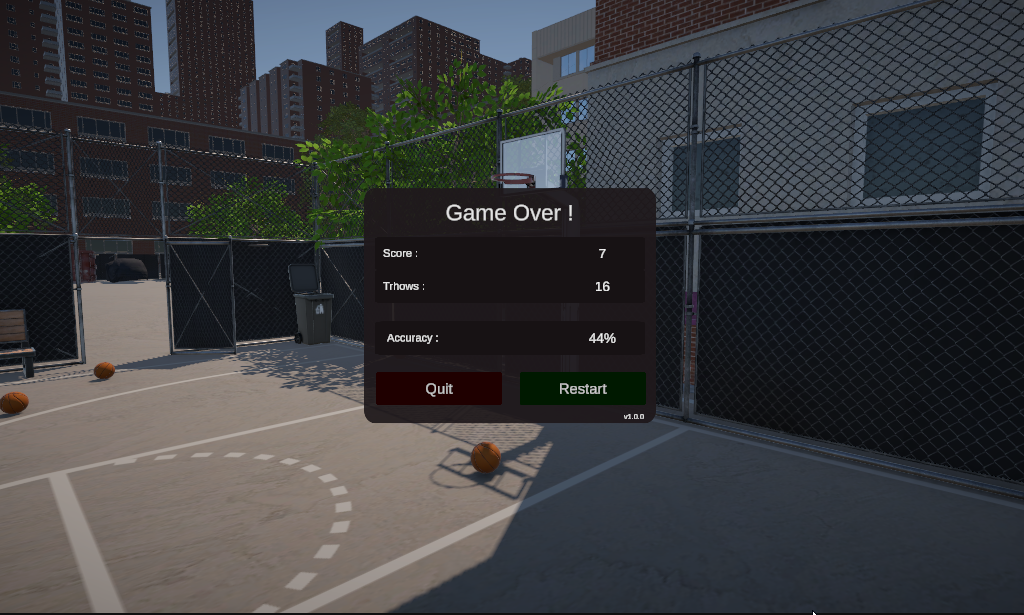 Game Over !
Score : 7
Trhows : 16
Accuracy : 44%
Quit Restart
v1.0.0